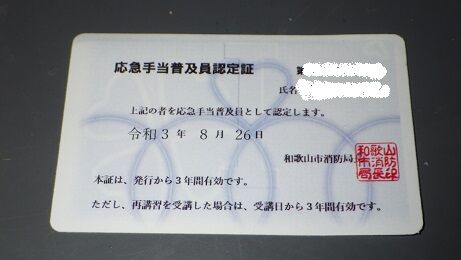 応急手当普及員認定証
第
氏名
上記の者を応急手当普及員として認定します。
令和 3 年 8 月 26 日
和歌山市消防局
和歌山市消防局長印
本証は、発行から3年間有効です。
ただし、再講習を受講した場合は、受講日から3年間有効です。